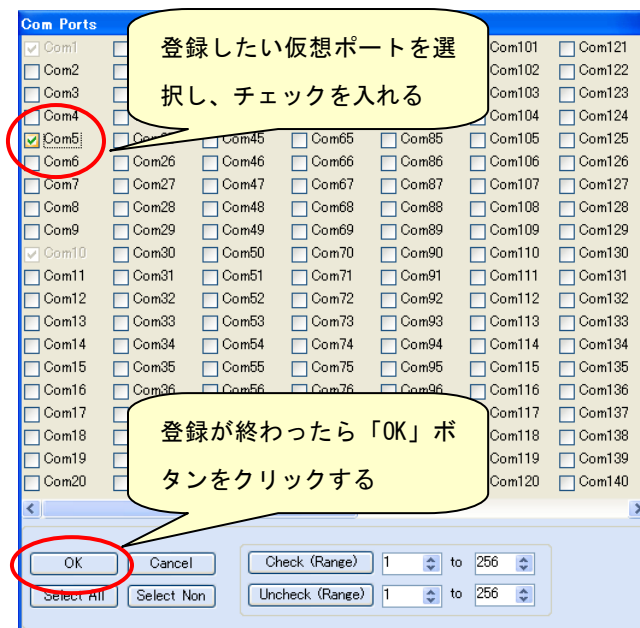 Com Ports
登録したい仮想ポートを選
択し、チェックを入れる
Com1 Com101 Com121
Com2 Com102 Com122
Com3 Com103 Com123
Com4 Com104 Com124
Com5 Com45 Com65 Com85 Com105 Com125
Com6 Com26 Com46 Com66 Com86 Com106 Com126
Com7 Com27 Com47 Com67 Com87 Com107 Com127
Com8 Com28 Com48 Com68 Com88 Com108 Com128
Com9 Com29 Com49 Com69 Com89 Com109 Com129
Com10 Com30 Com50 Com70 Com90 Com110 Com130
Com11 Com31 Com51 Com71 Com91 Com111 Com131
Com12 Com32 Com52 Com72 Com92 Com112 Com132
Com13 Com33 Com53 Com73 Com93 Com113 Com133
Com14 Com34 Com54 Com74 Com94 Com114 Com134
Com15 Com35 Com55 Com75 Com95 Com115 Com135
Com16 Com36 Com56 Com76 Com96 Com116 Com136
Com17 Com117 Com137
Com18 Com118 Com138
Com19 Com119 Com139
Com20 Com120 Com140
登録が終わったら「OK」ボ
タンをクリックする
OK Cancel Check (Range) 1 to 256
Select All Select Non Uncheck (Range) 1 to 256